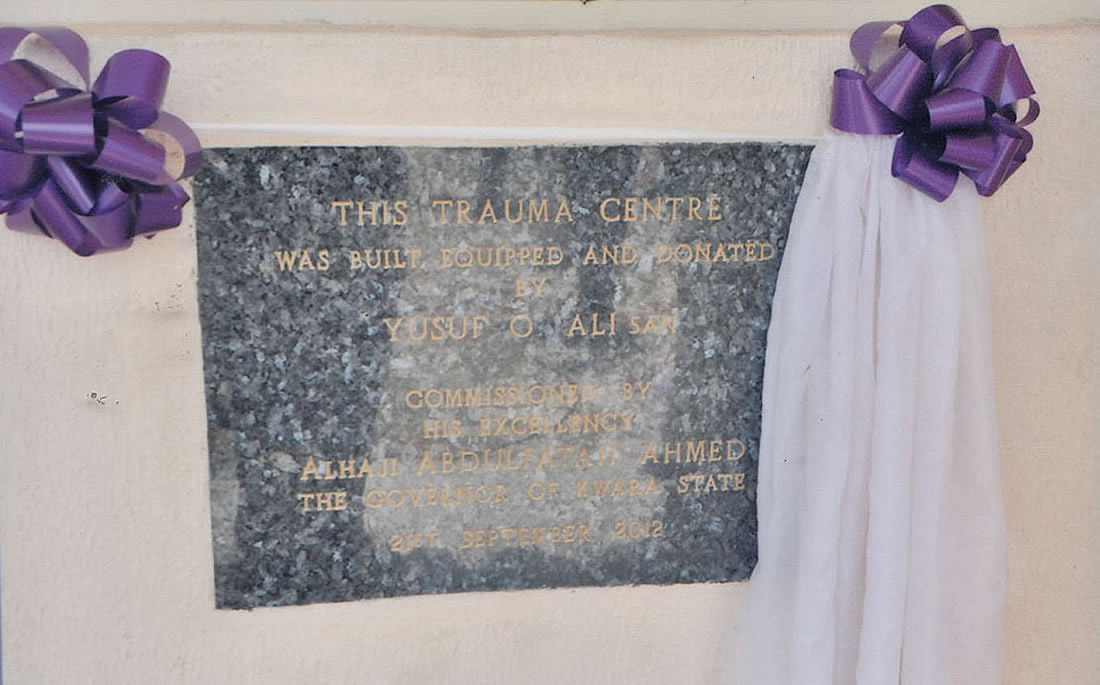 THIS TRAUMA CENTRE
WAS BUILT, EQUIPPED AND DONATED
BY
YUSUF O. ALI SAN
COMMISSIONED BY
HIS EXCELLENCY
ALHAJI ABDULFATAH AHMED
THE GOVERNOR OF KWARA STATE
21ST SEPTEMBER 2012